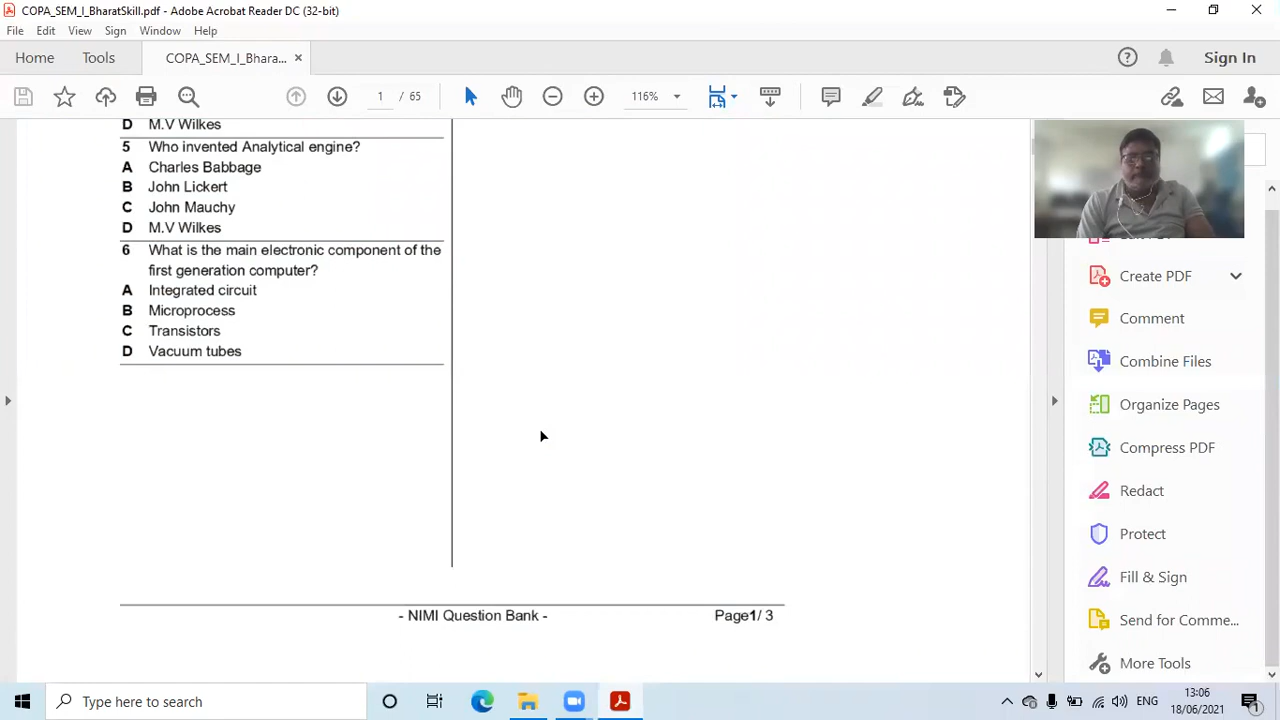 COPA_SEM_I_BharatSkill.pdf - Adobe Acrobat Reader DC (32-bit)
File Edit View Sign Window Help
Home Tools COPA_SEM_I_Bhara... Sign In
1 / 65 116%
D M.V Wilkes
5 Who invented Analytical engine?
A Charles Babbage
B John Lickert
C John Mauchy
D M.V Wilkes
6 What is the main electronic component of the
first generation computer?
A Integrated circuit
B Microprocess
C Transistors
D Vacuum tubes
- NIMI Question Bank - Page1/ 3
Create PDF
Comment
Combine Files
Organize Pages
Compress PDF
Redact
Protect
Fill & Sign
Send for Comme...
More Tools
Type here to search
ENG
13:06
18/06/2021
1